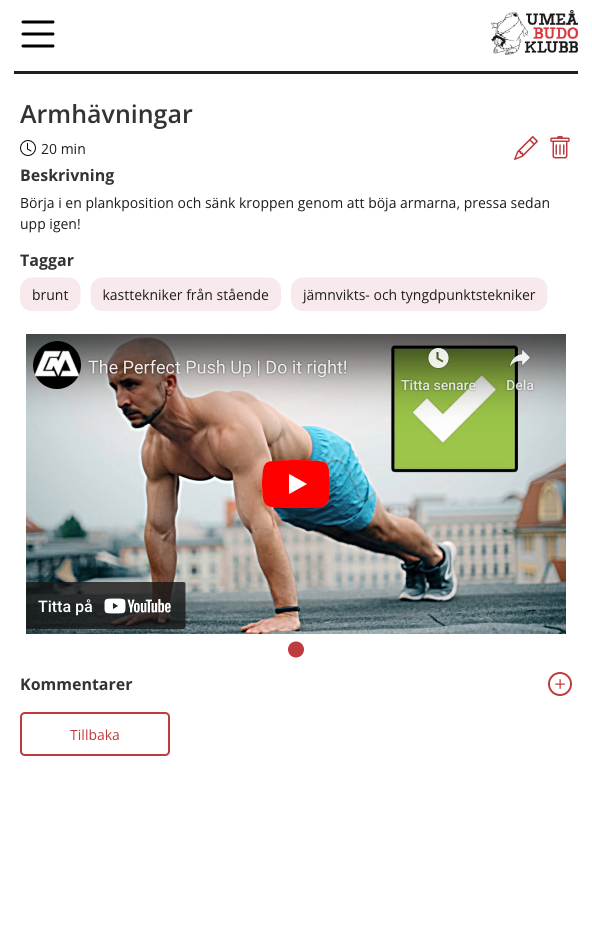 UMEÅ
BUDO
KLUBB
Armhävningar
20 min
Beskrivning
Börja i en plankposition och sänk kroppen genom att böja armarna, pressa sedan
upp igen!
Taggar
brunt kasttekniker från stående jämnvikts- och tyngdpunktstekniker
The Perfect Push Up | Do it right!
Titta senare Dela
Titta på YouTube
Kommentarer
Tillbaka